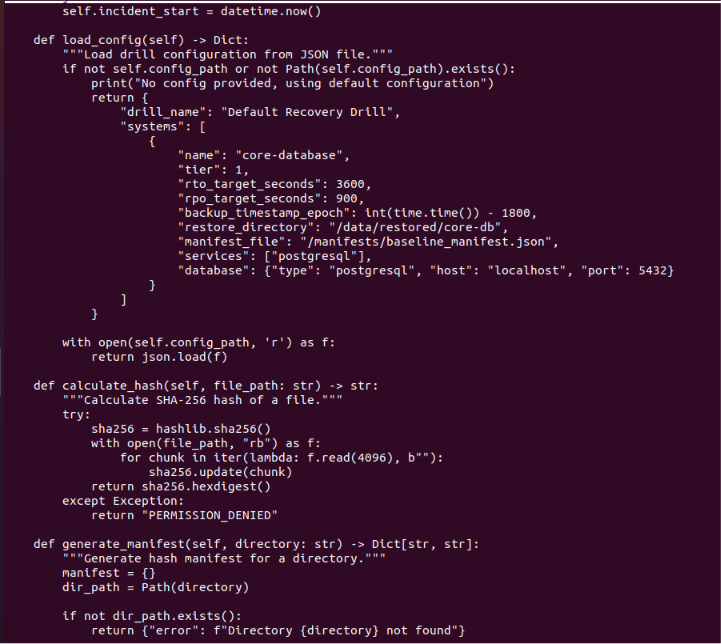 self.incident_start = datetime.now()

    def load_config(self) -> Dict:
        """Load drill configuration from JSON file."""
        if not self.config_path or not Path(self.config_path).exists():
            print("No config provided, using default configuration")
            return {
                "drill_name": "Default Recovery Drill",
                "systems": [
                    {
                        "name": "core-database",
                        "tier": 1,
                        "rto_target_seconds": 3600,
                        "rpo_target_seconds": 900,
                        "backup_timestamp_epoch": int(time.time()) - 1800,
                        "restore_directory": "/data/restored/core-db",
                        "manifest_file": "/manifests/baseline_manifest.json",
                        "services": ["postgresql"],
                        "database": {"type": "postgresql", "host": "localhost", "port": 5432}
                    }
                ]
            }

        with open(self.config_path, 'r') as f:
            return json.load(f)

    def calculate_hash(self, file_path: str) -> str:
        """Calculate SHA-256 hash of a file."""
        try:
            sha256 = hashlib.sha256()
            with open(file_path, "rb") as f:
                for chunk in iter(lambda: f.read(4096), b""):
                    sha256.update(chunk)
            return sha256.hexdigest()
        except Exception:
            return "PERMISSION_DENIED"

    def generate_manifest(self, directory: str) -> Dict[str, str]:
        """Generate hash manifest for a directory."""
        manifest = {}
        dir_path = Path(directory)

        if not dir_path.exists():
            return {"error": f"Directory {directory} not found"}